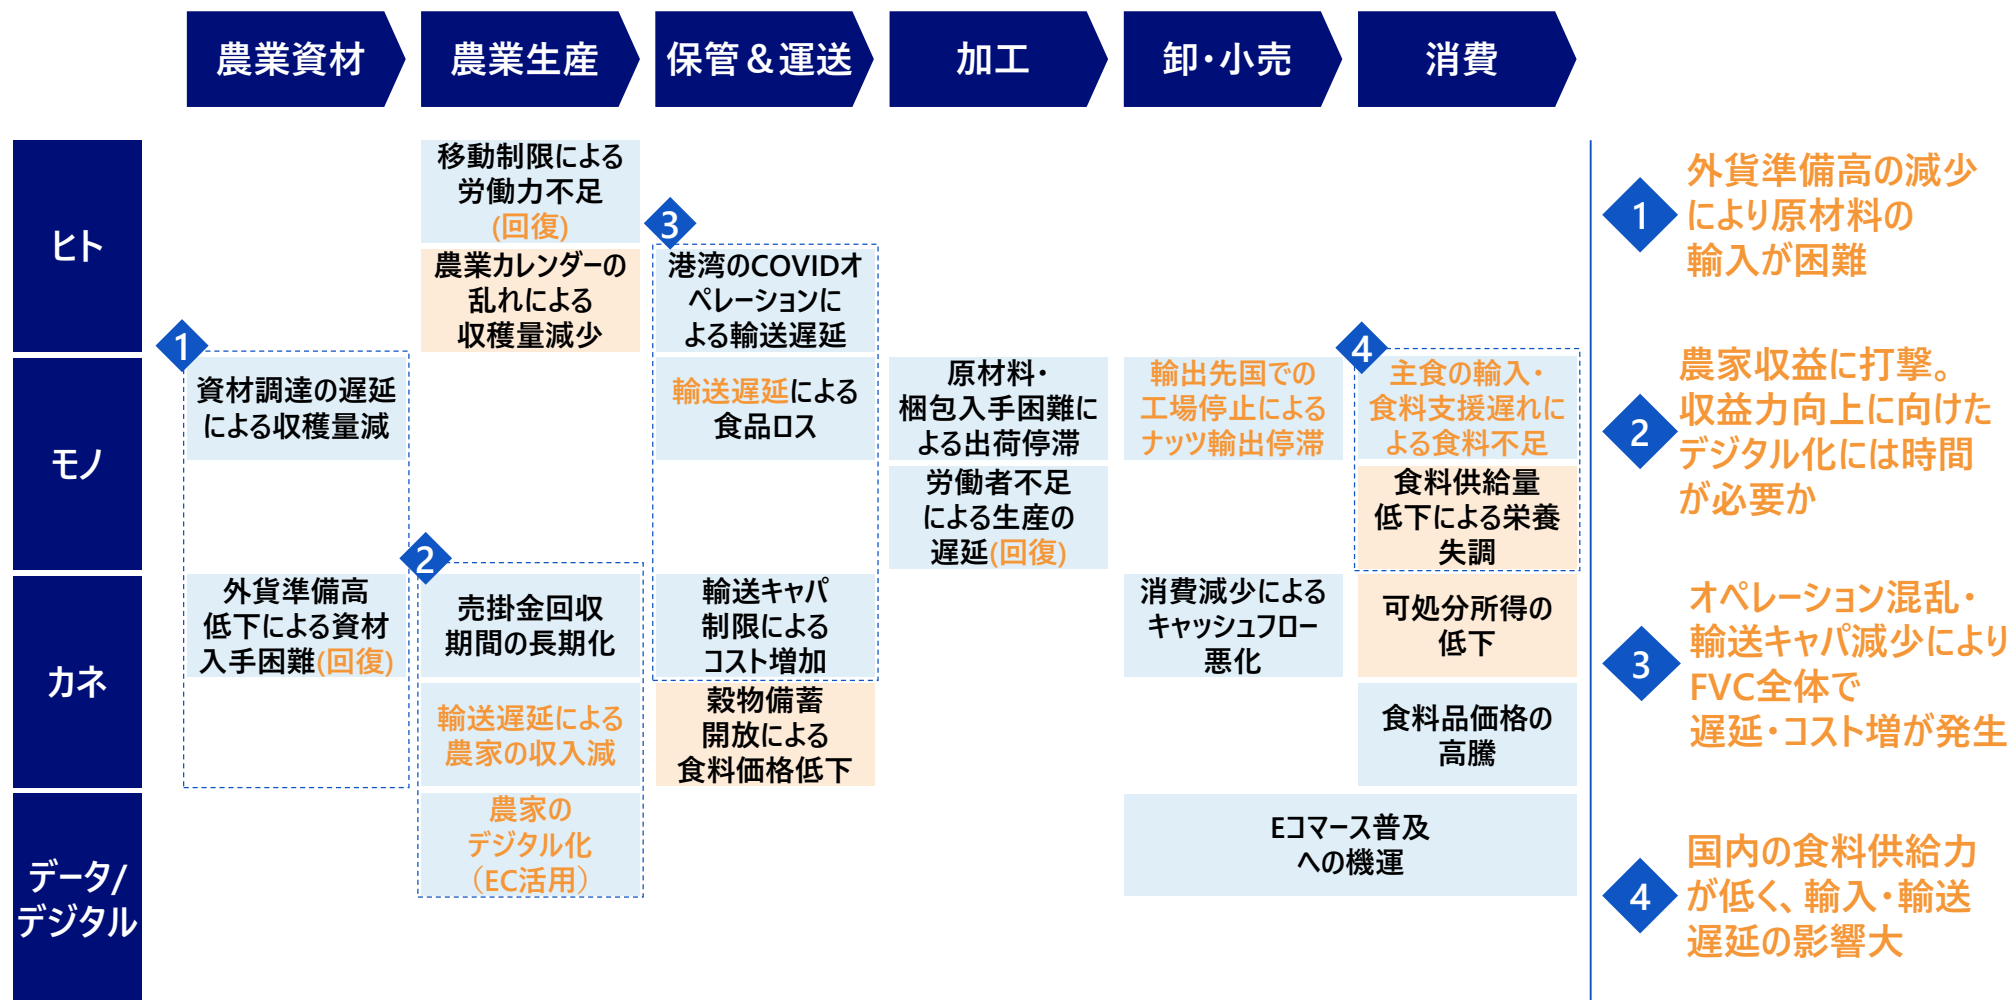 農業資材
農業生産
保管＆運送
加工
卸・小売
消費
ヒト
移動制限による
労働力不足
(回復)
農業カレンダーの
乱れによる
収穫量減少
3
港湾のCOVIDオ
ペレーションに
よる輸送遅延
モノ
1
資材調達の遅延
による収穫量減
輸送遅延による
食品ロス
原材料・
梱包入手困難に
よる出荷停滞
労働者不足
による生産の
遅延(回復)
輸出先国での
工場停止による
ナッツ輸出停滞
4
主食の輸入・
食料支援遅れに
よる食料不足
食料供給量
低下による栄養
失調
カネ
外貨準備高
低下による資材
入手困難(回復)
2
売掛金回収
期間の長期化
輸送遅延による
農家の収入減
輸送キャパ
制限による
コスト増加
穀物備蓄
開放による
食料価格低下
消費減少による
キャッシュフロー
悪化
可処分所得の
低下
食料品価格の
高騰
データ/
デジタル
農家の
デジタル化
（EC活用）
Eコマース普及
への機運
1
外貨準備高の減少
により原材料の
輸入が困難
2
農家収益に打撃。
収益力向上に向けた
デジタル化には時間
が必要か
3
オペレーション混乱・
輸送キャパ減少により
FVC全体で
遅延・コスト増が発生
4
国内の食料供給力
が低く、輸入・輸送
遅延の影響大